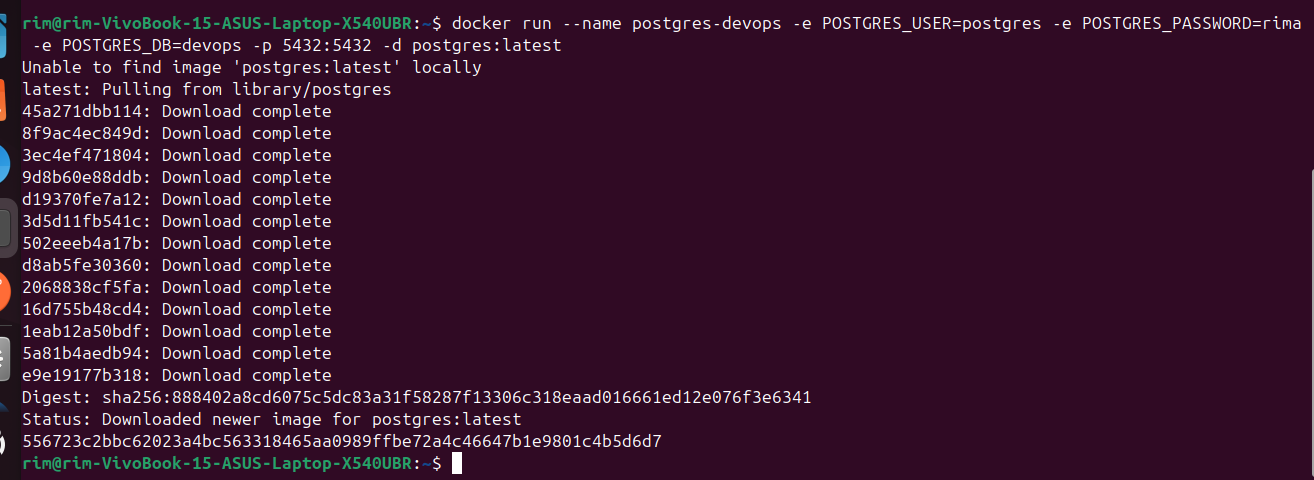 rim@rim-VivoBook-15-ASUS-Laptop-X540UBR:~$ docker run --name postgres-devops -e POSTGRES_USER=postgres -e POSTGRES_PASSWORD=rima
 -e POSTGRES_DB=devops -p 5432:5432 -d postgres:latest
Unable to find image 'postgres:latest' locally
latest: Pulling from library/postgres
45a271dbb114: Download complete
8f9ac4ec849d: Download complete
3ec4ef471804: Download complete
9d8b60e88ddb: Download complete
d19370fe7a12: Download complete
3d5d11fb541c: Download complete
502eeeb4a17b: Download complete
d8ab5fe30360: Download complete
2068838cf5fa: Download complete
16d755b48cd4: Download complete
1eab12a50bdf: Download complete
5a81b4aedb94: Download complete
e9e19177b318: Download complete
Digest: sha256:888402a8cd6075c5dc83a31f58287f13306c318eaad016661ed12e076f3e6341
Status: Downloaded newer image for postgres:latest
556723c2bbc62023a4bc563318465aa0989ffbe72a4c46647b1e9801c4b5d6d7
rim@rim-VivoBook-15-ASUS-Laptop-X540UBR:~$